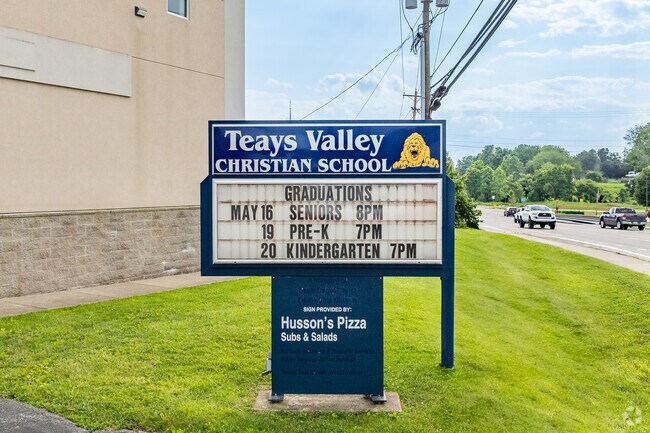 Teays Valley
CHRISTIAN SCHOOL
GRADUATIONS
MAY 16 SENIORS 8PM
19 PRE-K 7PM
20 KINDERGARTEN 7PM
SIGN PROVIDED BY:
Husson's Pizza
Subs & Salads